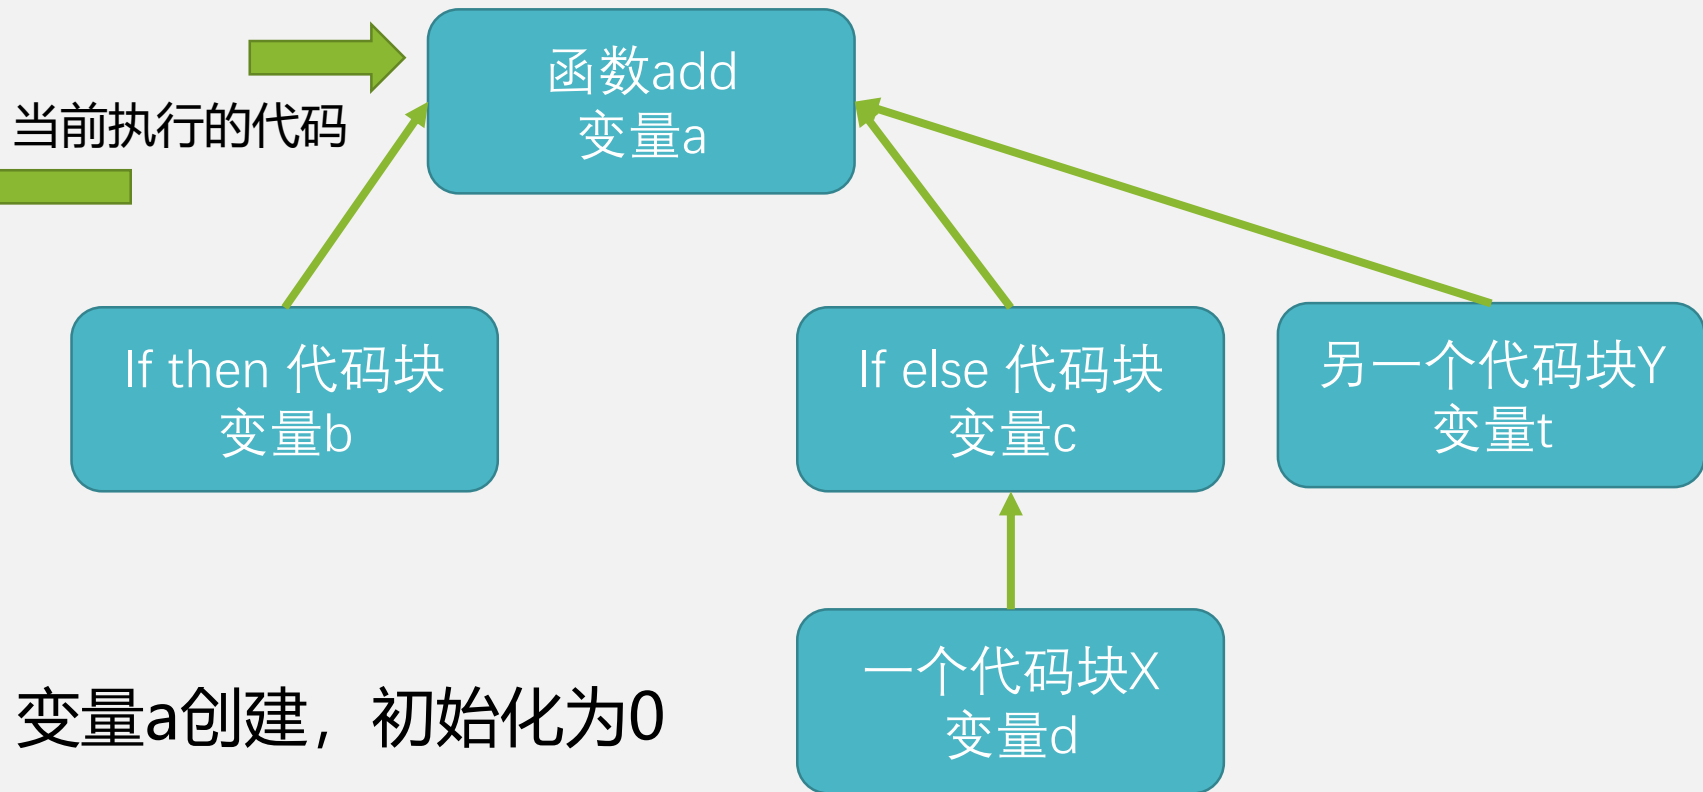 函数add
变量a
当前执行的代码
If then 代码块
变量b
If else 代码块
变量c
另一个代码块Y
变量t
一个代码块X
变量d
变量a创建，初始化为0